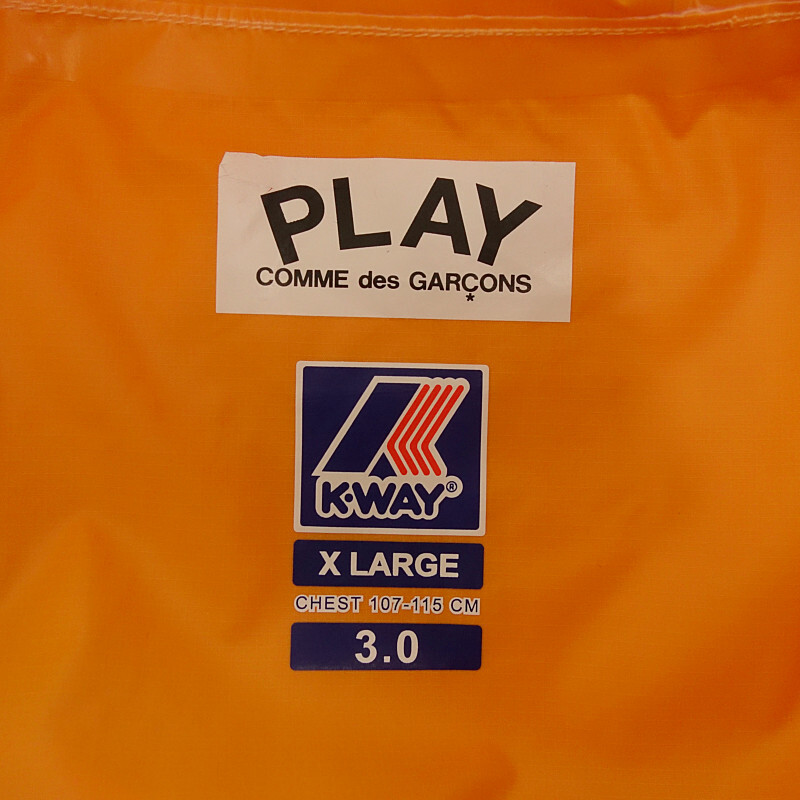 PLAY
COMME des GARÇONS
*
K·WAY®
X LARGE
CHEST 107-115 CM
3.0